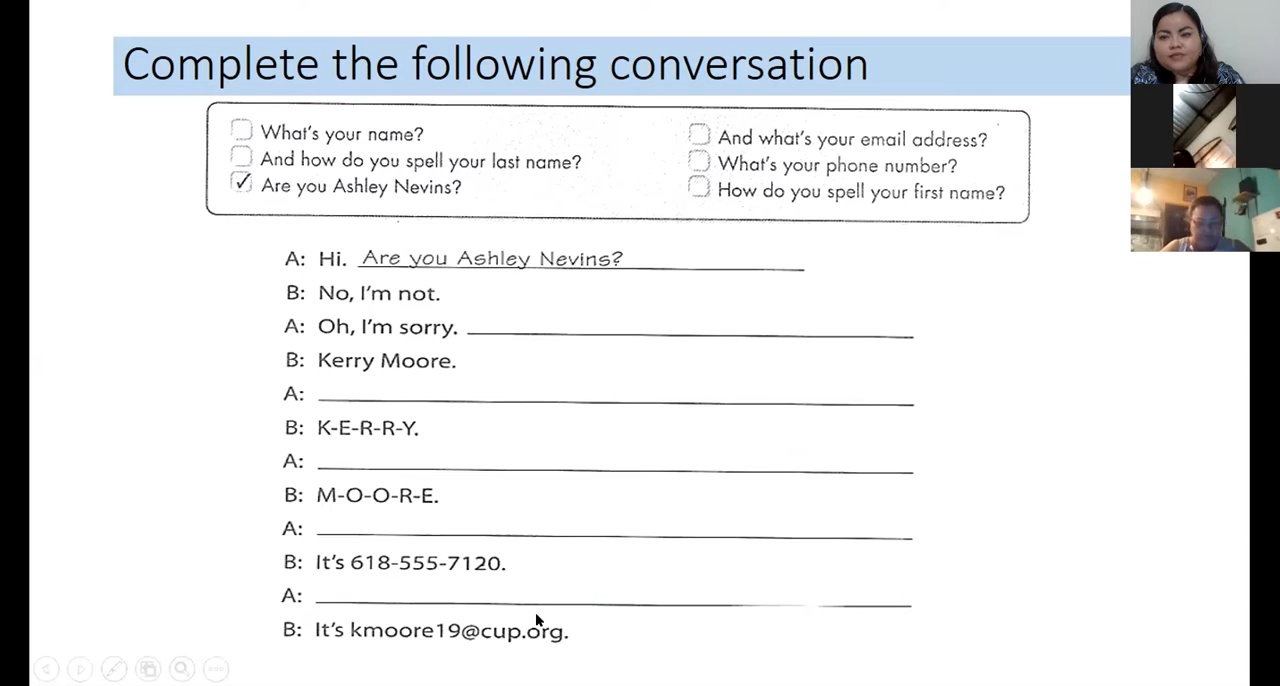 Complete the following conversation
What's your name?
And how do you spell your last name?
✓ Are you Ashley Nevins?
And what's your email address?
What's your phone number?
How do you spell your first name?
A: Hi. Are you Ashley Nevins?
B: No, I'm not.
A: Oh, I'm sorry.
B: Kerry Moore.
A:
B: K-E-R-R-Y.
A:
B: M-O-O-R-E.
A:
B: It's 618-555-7120.
A:
B: It's kmoore19@cup.org.